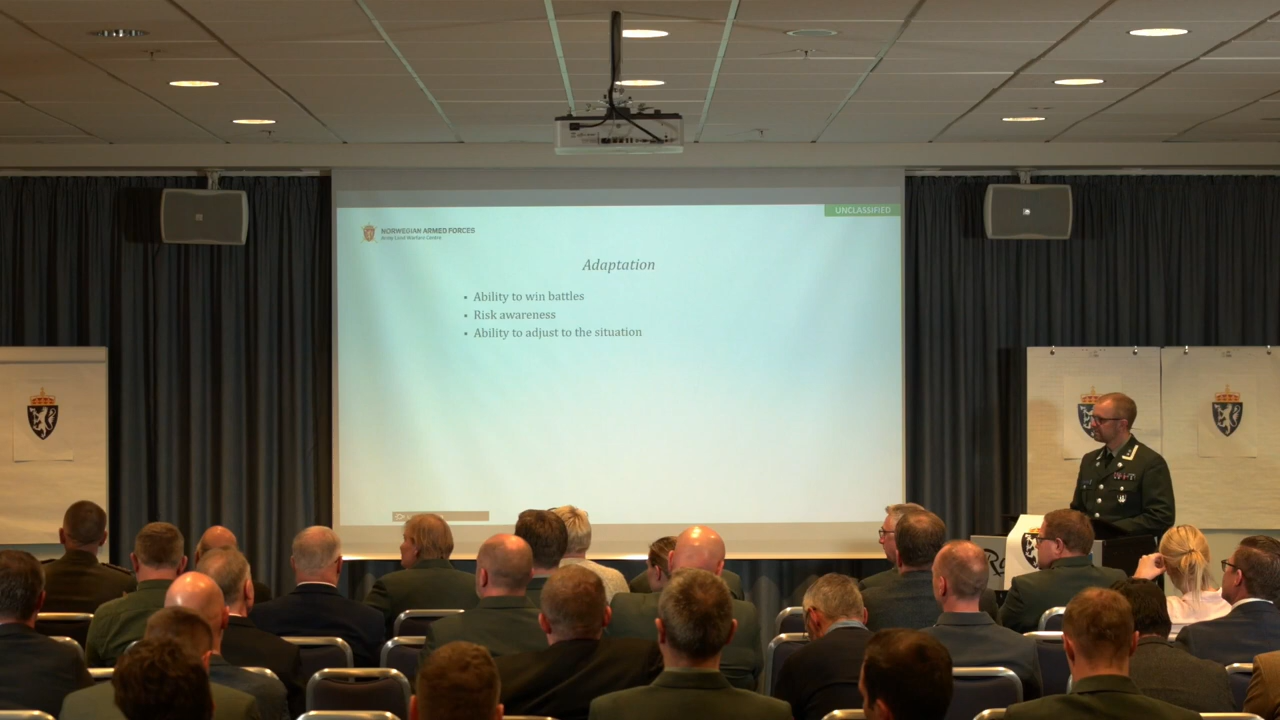 UNCLASSIFIED
NORWEGIAN ARMED FORCES
Army Land Warfare Centre
Adaptation
• Ability to win battles
• Risk awareness
• Ability to adjust to the situation